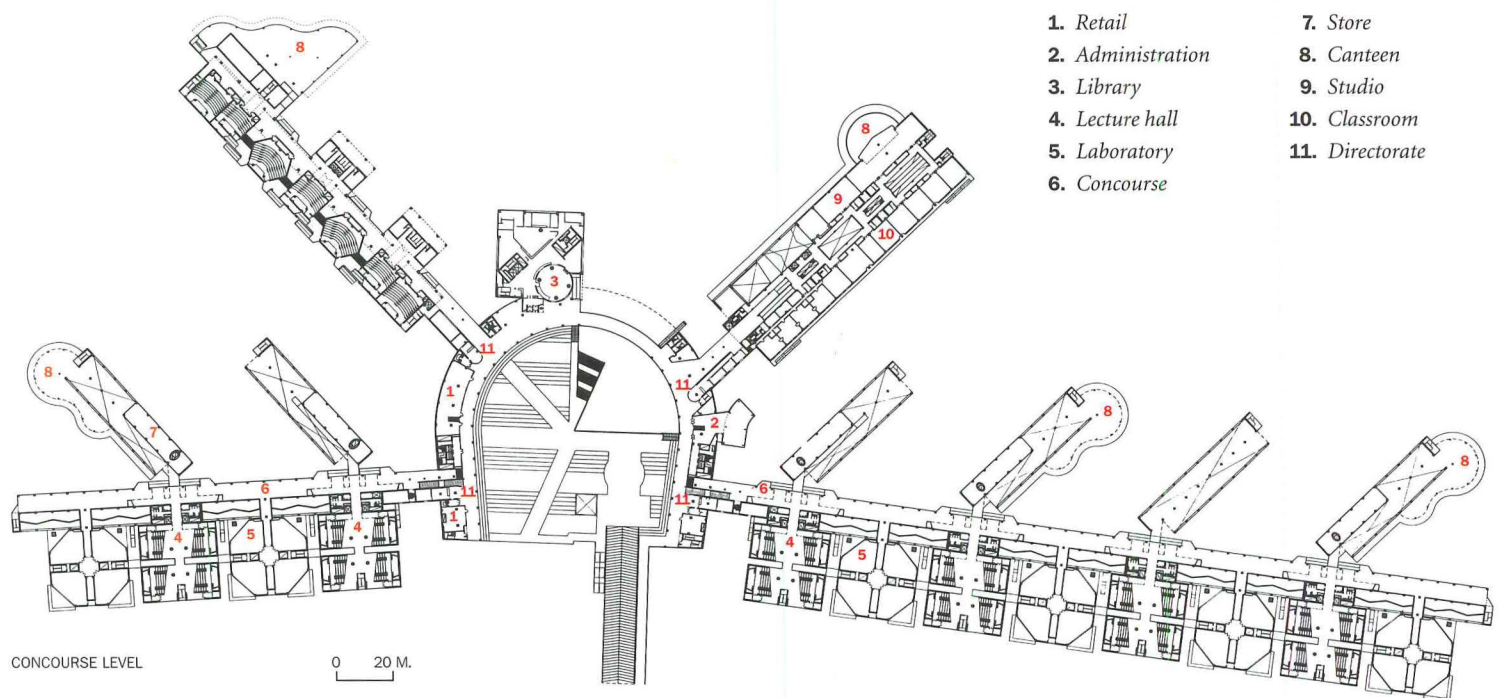 1. Retail
2. Administration
3. Library
4. Lecture hall
5. Laboratory
6. Concourse
7. Store
8. Canteen
9. Studio
10. Classroom
11. Directorate
8
8
9
10
3
11
11
8
1
2
8
8
7
6
11
11
6
1
4
5
4
4
5
CONCOURSE LEVEL
0 20 M.